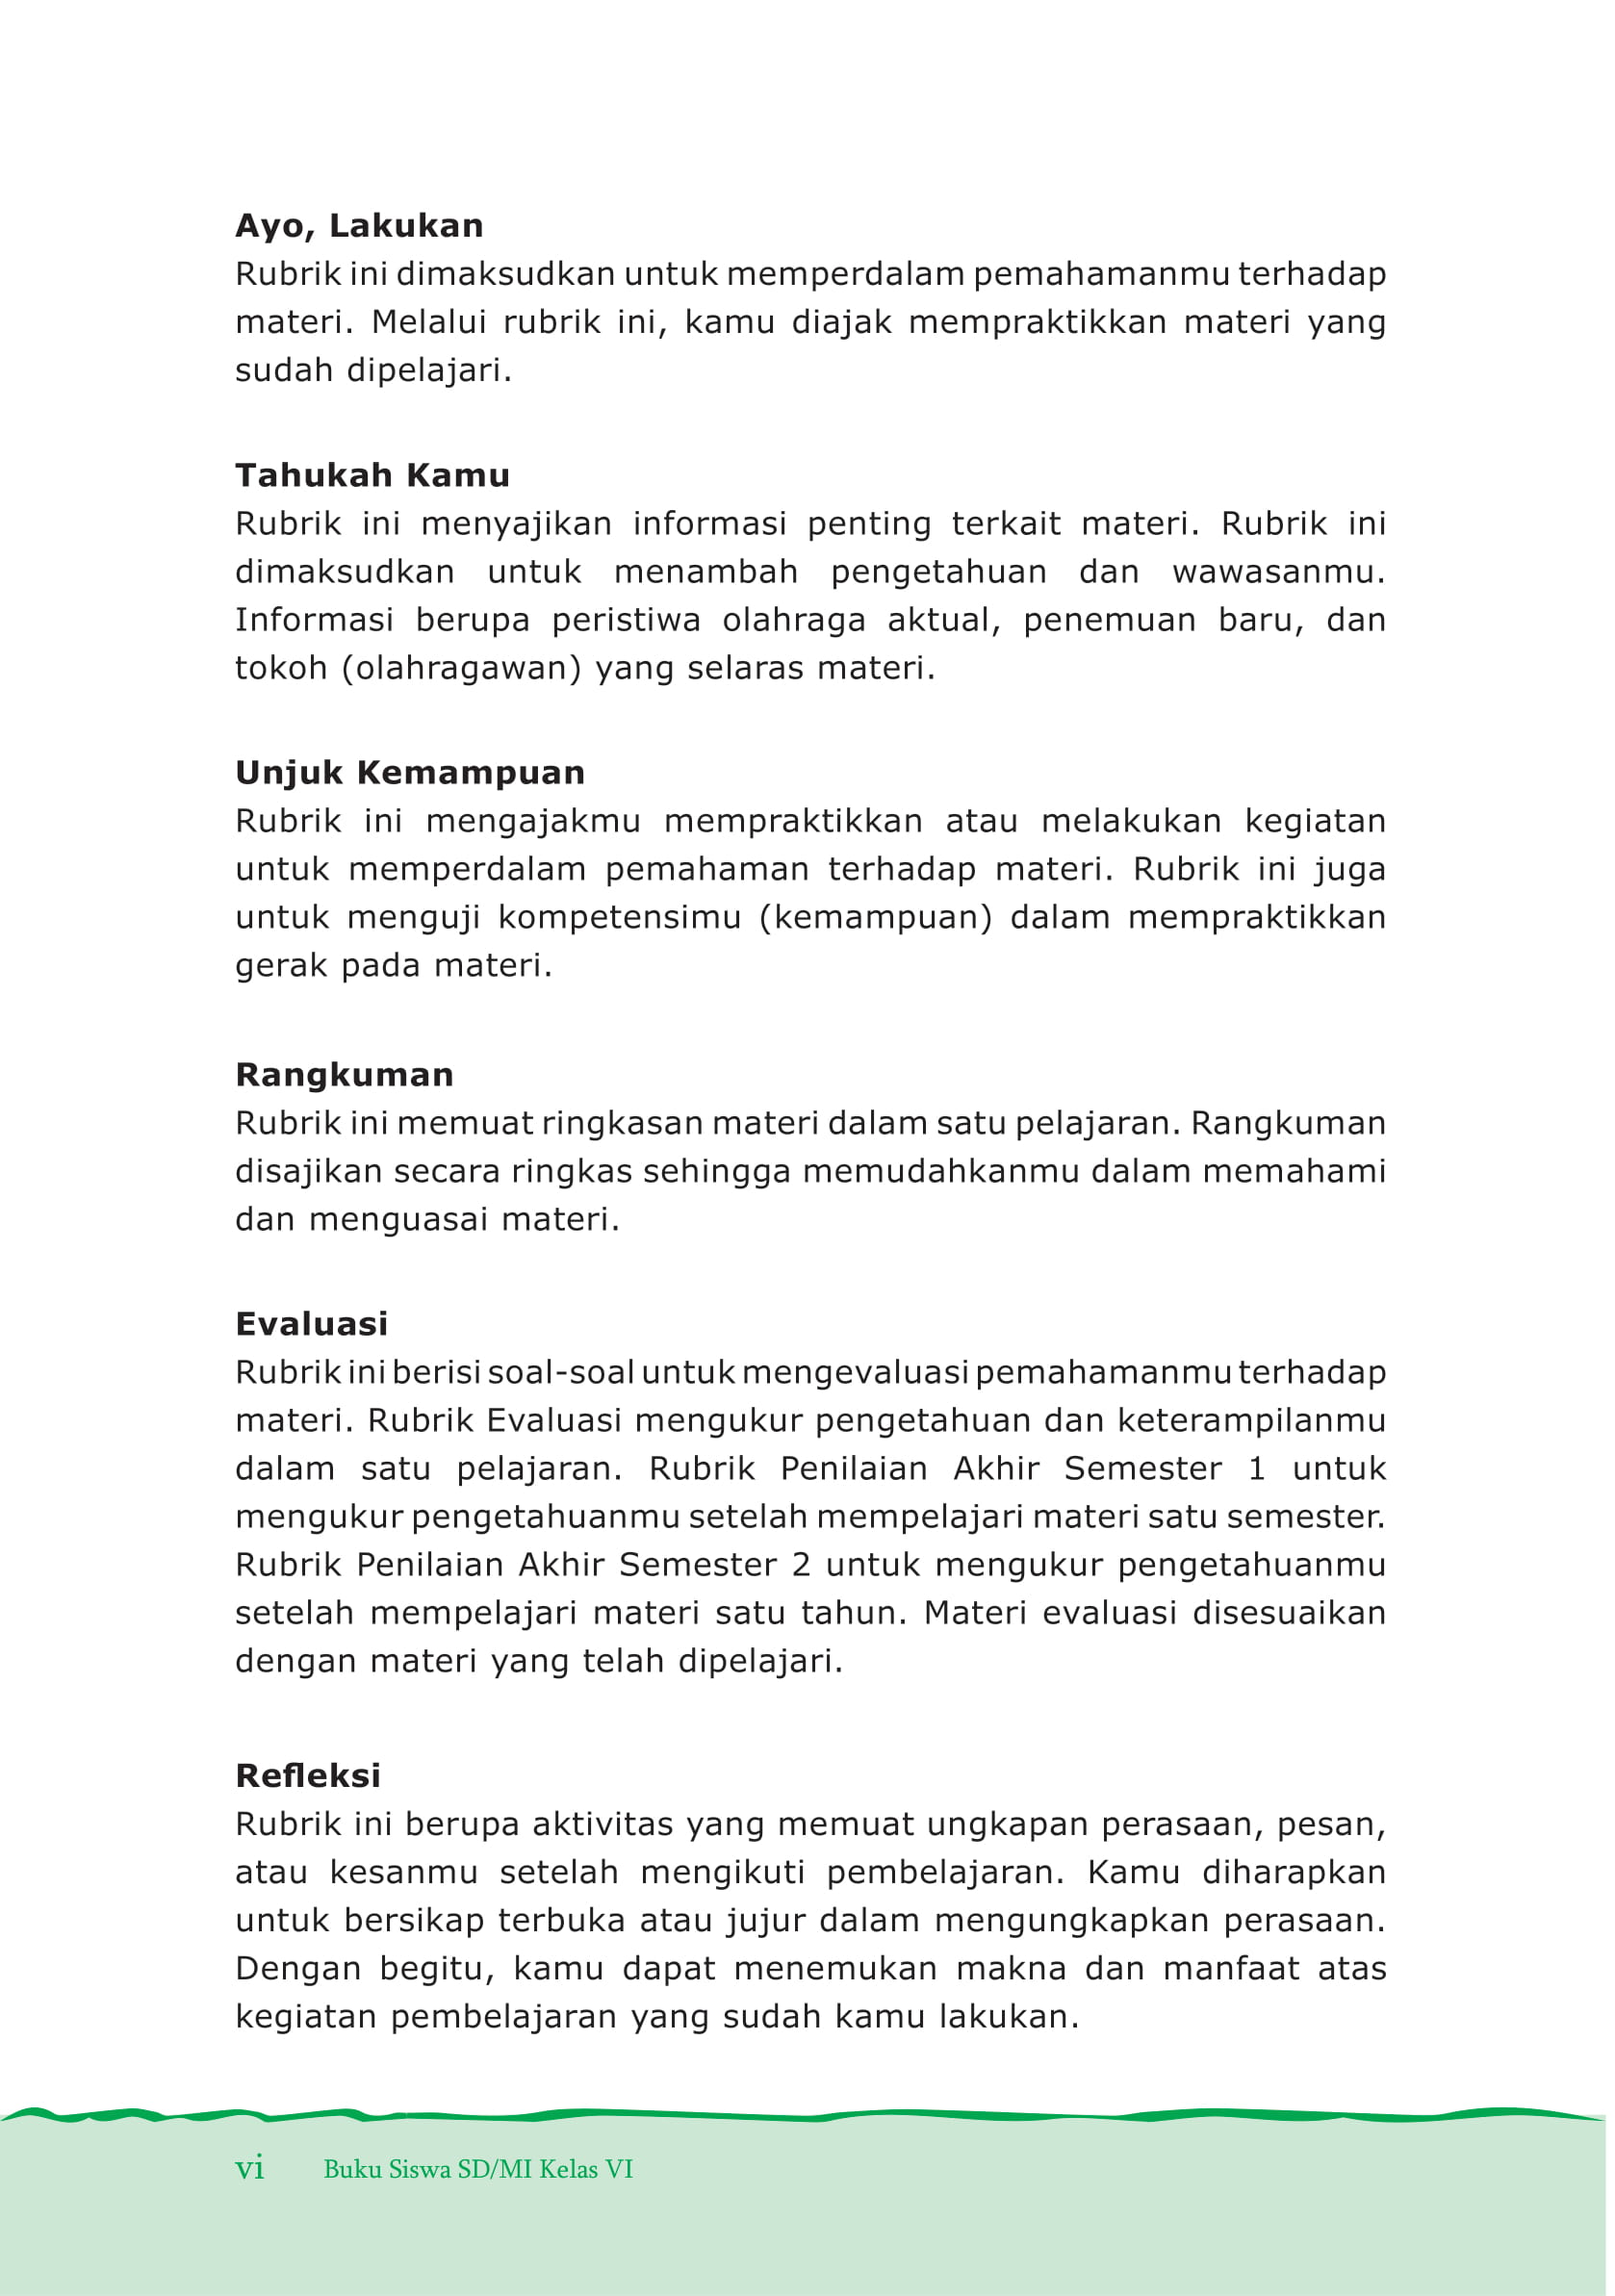 Ayo, Lakukan
Rubrik ini dimaksudkan untuk memperdalam pemahamanmu terhadap
materi. Melalui rubrik ini, kamu diajak mempraktikkan materi yang
sudah dipelajari.
Tahukah Kamu
Rubrik ini menyajikan informasi penting terkait materi. Rubrik ini
dimaksudkan untuk menambah pengetahuan dan wawasanmu.
Informasi berupa peristiwa olahraga aktual, penemuan baru, dan
tokoh (olahragawan) yang selaras materi.
Unjuk Kemampuan
Rubrik ini mengajakmu mempraktikkan atau melakukan kegiatan
untuk memperdalam pemahaman terhadap materi. Rubrik ini juga
untuk menguji kompetensimu (kemampuan) dalam mempraktikkan
gerak pada materi.
Rangkuman
Rubrik ini memuat ringkasan materi dalam satu pelajaran. Rangkuman
disajikan secara ringkas sehingga memudahkanmu dalam memahami
dan menguasai materi.
Evaluasi
Rubrik ini berisi soal-soal untuk mengevaluasi pemahamanmu terhadap
materi. Rubrik Evaluasi mengukur pengetahuan dan keterampilanmu
dalam satu pelajaran. Rubrik Penilaian Akhir Semester 1 untuk
mengukur pengetahuanmu setelah mempelajari materi satu semester.
Rubrik Penilaian Akhir Semester 2 untuk mengukur pengetahuanmu
setelah mempelajari materi satu tahun. Materi evaluasi disesuaikan
dengan materi yang telah dipelajari.
Refleksi
Rubrik ini berupa aktivitas yang memuat ungkapan perasaan, pesan,
atau kesanmu setelah mengikuti pembelajaran. Kamu diharapkan
untuk bersikap terbuka atau jujur dalam mengungkapkan perasaan.
Dengan begitu, kamu dapat menemukan makna dan manfaat atas
kegiatan pembelajaran yang sudah kamu lakukan.
vi Buku Siswa SD/MI Kelas VI